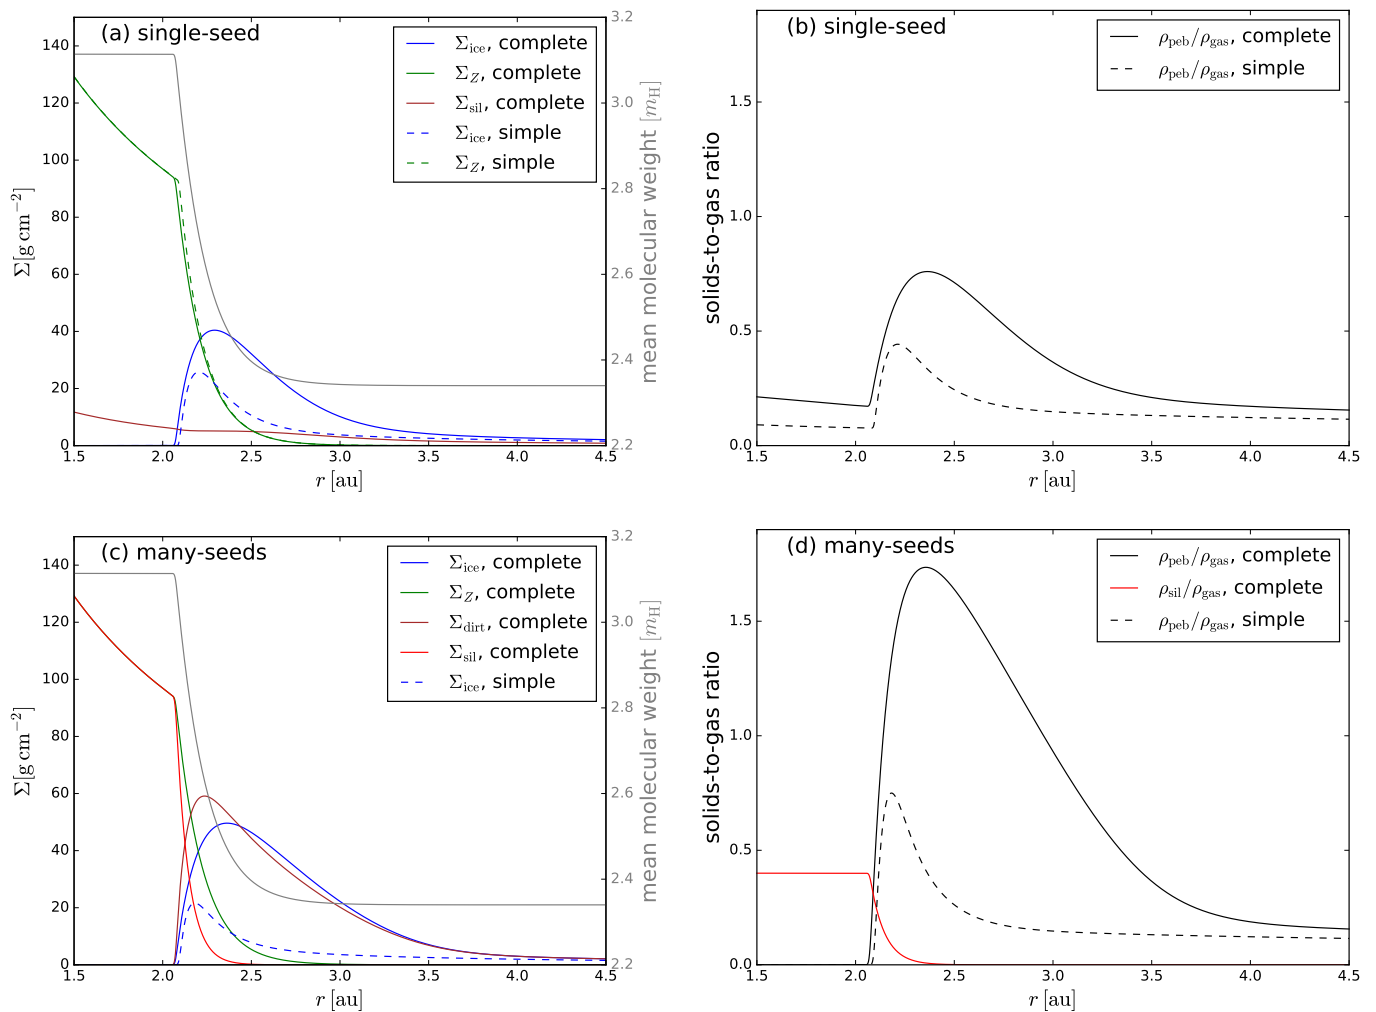 (a) single-seed
Σ_ice, complete
Σ_Z, complete
Σ_sil, complete
Σ_ice, simple
Σ_Z, simple
0
20
40
60
80
100
120
140
Σ[g cm⁻²]
1.5 2.0 2.5 3.0 3.5 4.0 4.5
r [au]
2.2
2.4
2.6
2.8
3.0
3.2
mean molecular weight [m_H]
(b) single-seed
ρ_peb/ρ_gas, complete
ρ_peb/ρ_gas, simple
0.0
0.5
1.0
1.5
solids-to-gas ratio
1.5 2.0 2.5 3.0 3.5 4.0 4.5
r [au]
(c) many-seeds
Σ_ice, complete
Σ_Z, complete
Σ_dirt, complete
Σ_sil, complete
Σ_ice, simple
0
20
40
60
80
100
120
140
Σ[g cm⁻²]
1.5 2.0 2.5 3.0 3.5 4.0 4.5
r [au]
2.2
2.4
2.6
2.8
3.0
3.2
mean molecular weight [m_H]
(d) many-seeds
ρ_peb/ρ_gas, complete
ρ_sil/ρ_gas, complete
ρ_peb/ρ_gas, simple
0.0
0.5
1.0
1.5
solids-to-gas ratio
1.5 2.0 2.5 3.0 3.5 4.0 4.5
r [au]